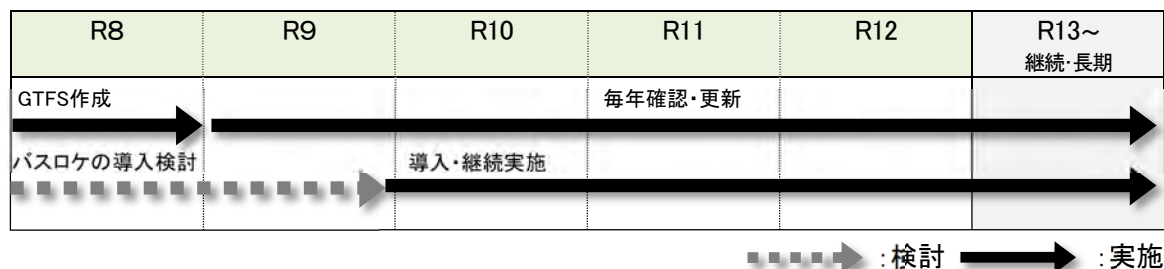 R8 R9 R10 R11 R12 R13～
継続・長期
GTFS作成 毎年確認・更新
バスロケの導入検討 導入・継続実施
：検討 ：実施